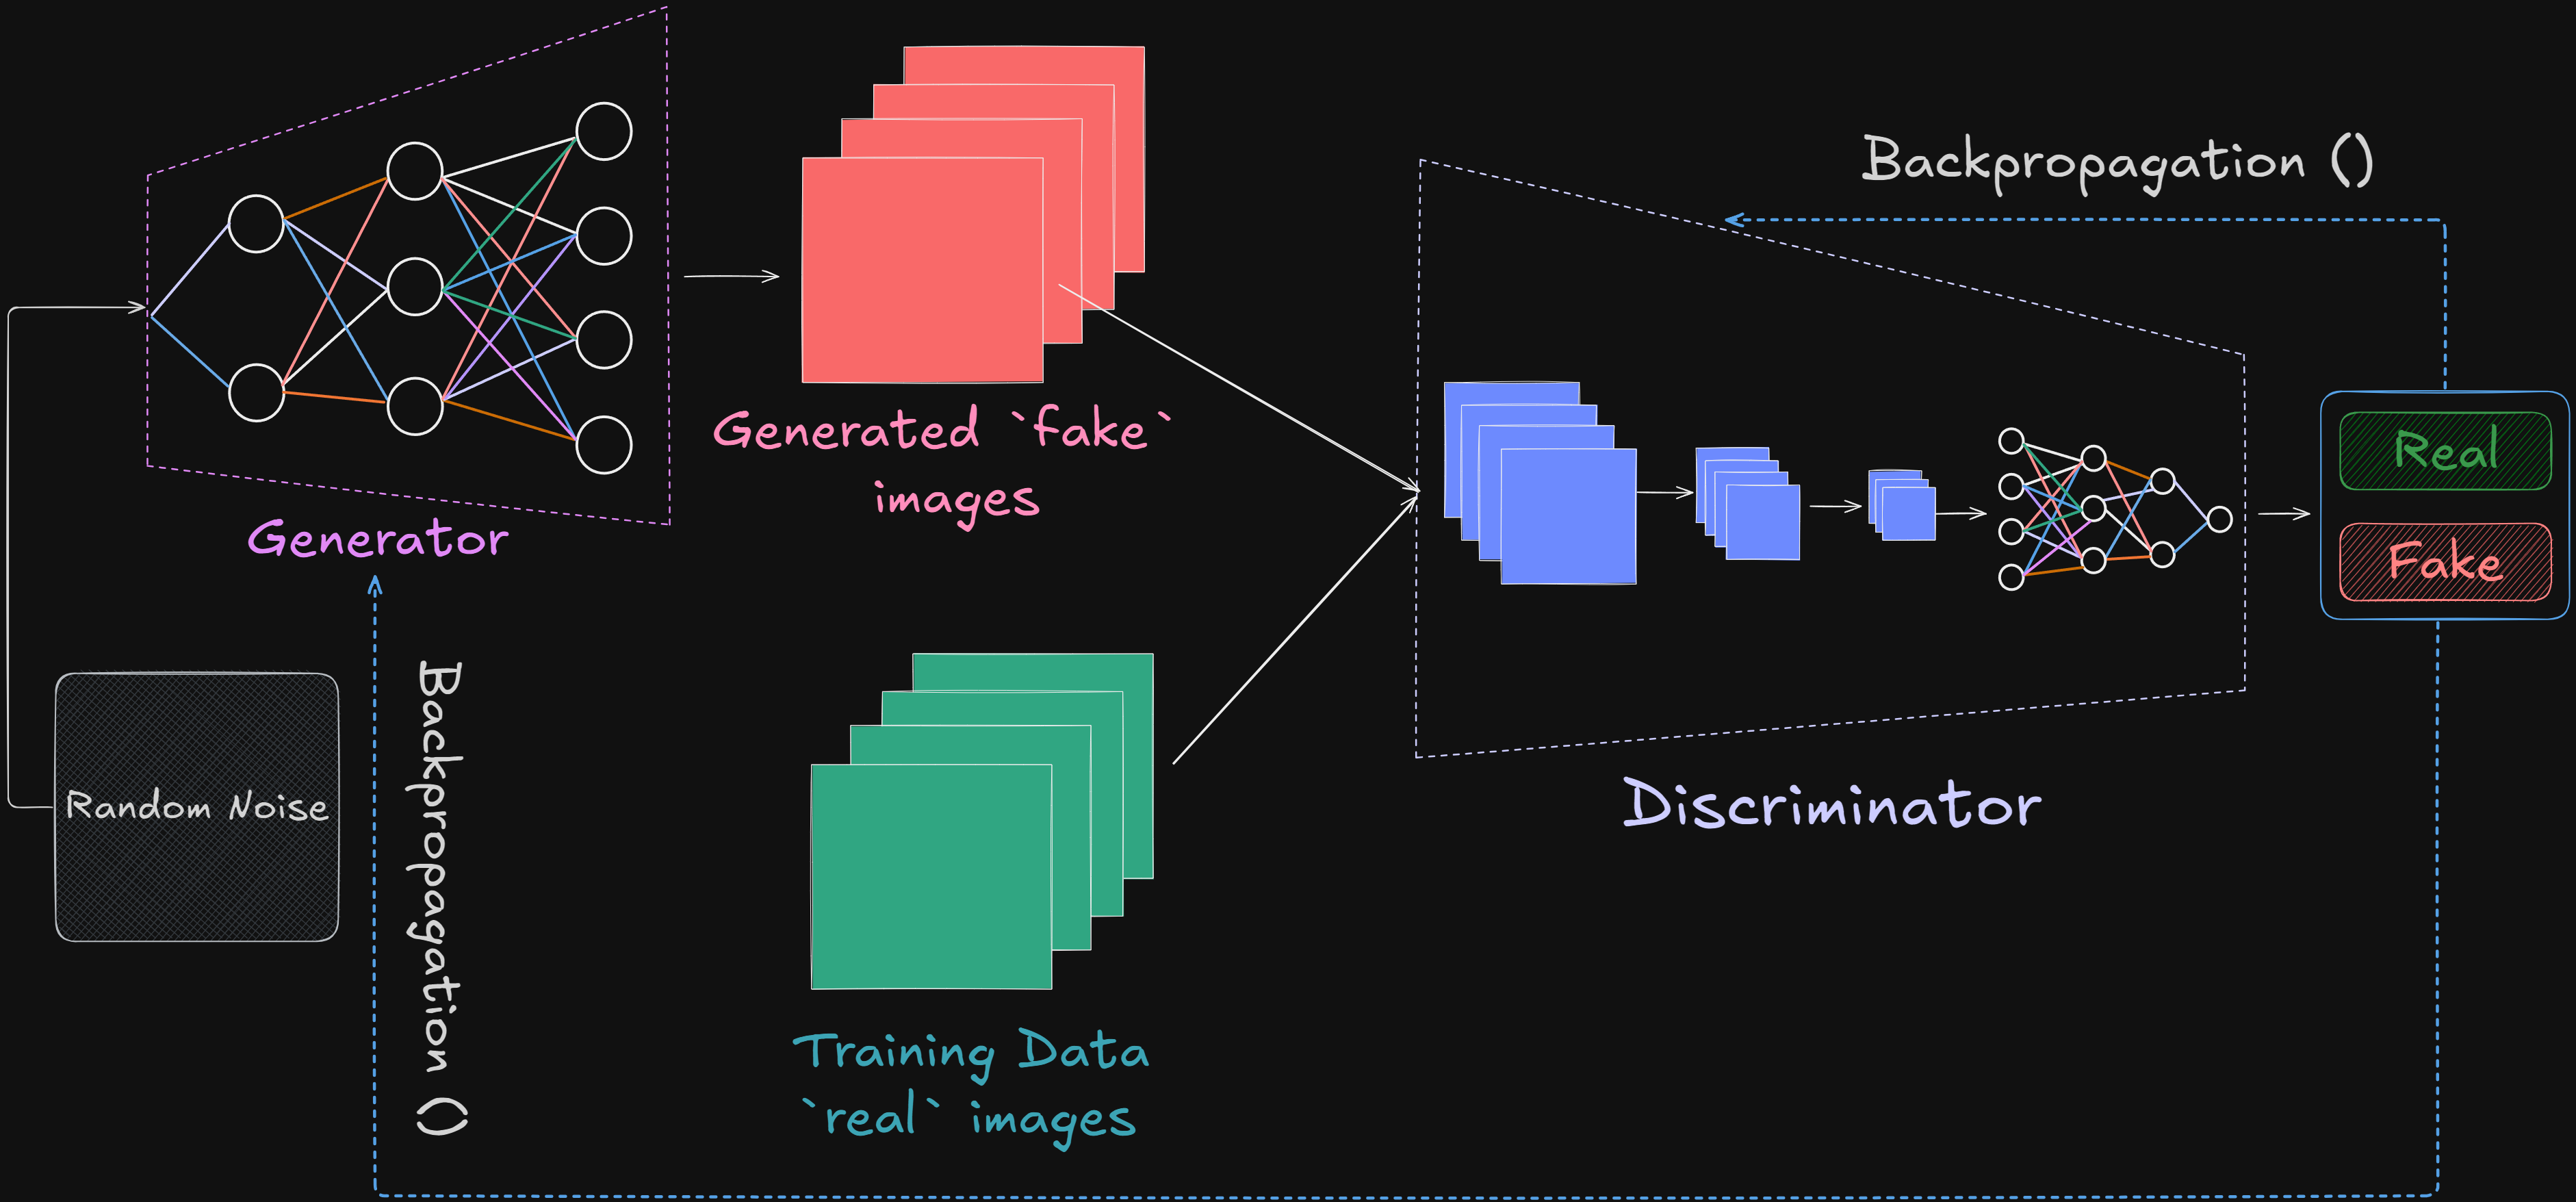 Backpropagation ()
Generated `fake`
images
Generator
Real
Fake
Random Noise
Backpropagation ()
Discriminator
Training Data
`real` images